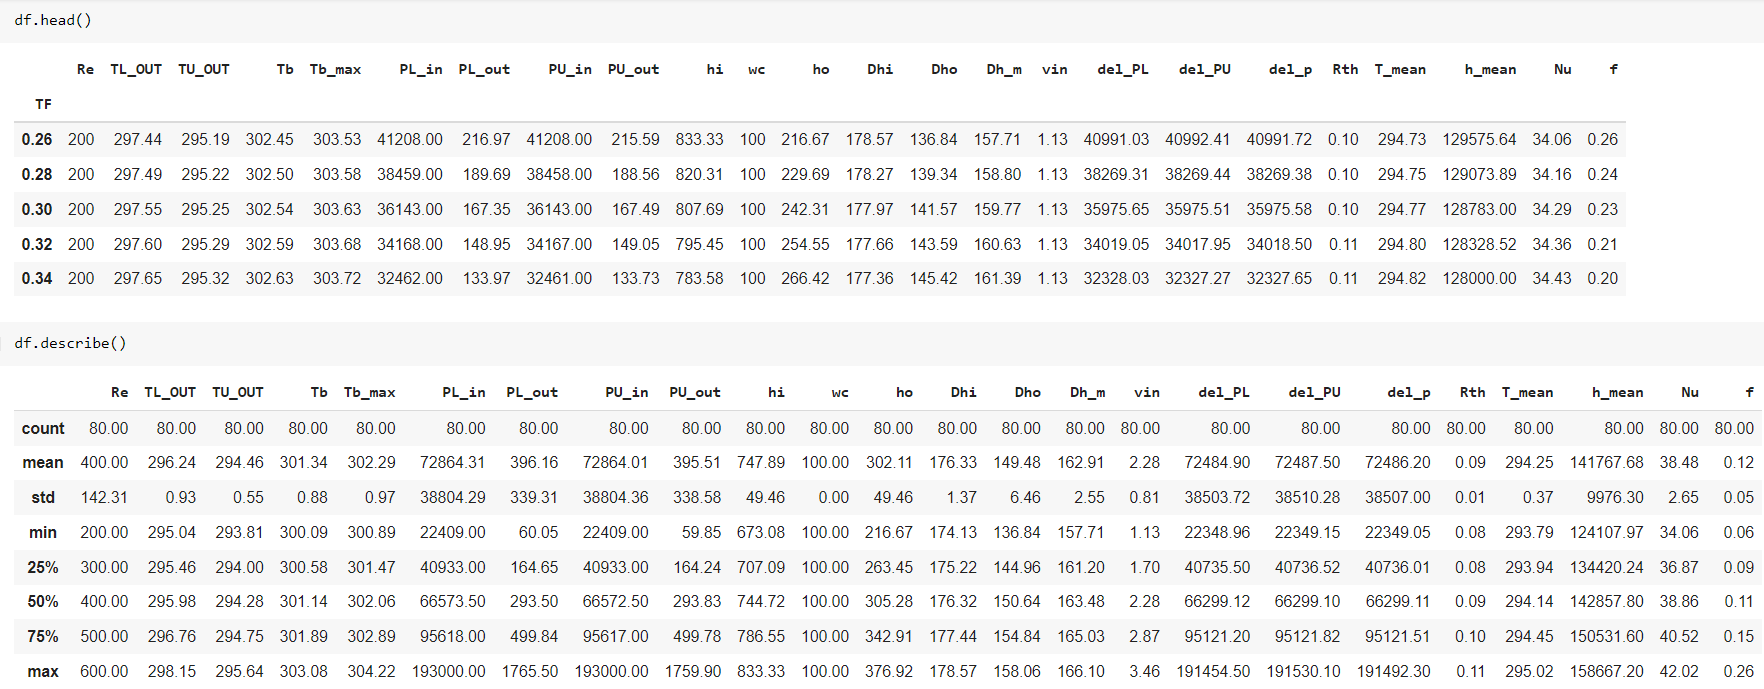 df.head()
Re TL_OUT TU_OUT Tb Tb_max PL_in PL_out PU_in PU_out hi wc ho Dhi Dho Dh_m vin del_PL del_PU del_p Rth T_mean h_mean Nu f
TF
0.26 200 297.44 295.19 302.45 303.53 41208.00 216.97 41208.00 215.59 833.33 100 216.67 178.57 136.84 157.71 1.13 40991.03 40992.41 40991.72 0.10 294.73 129575.64 34.06 0.26
0.28 200 297.49 295.22 302.50 303.58 38459.00 189.69 38458.00 188.56 820.31 100 229.69 178.27 139.34 158.80 1.13 38269.31 38269.44 38269.38 0.10 294.75 129073.89 34.16 0.24
0.30 200 297.55 295.25 302.54 303.63 36143.00 167.35 36143.00 167.49 807.69 100 242.31 177.97 141.57 159.77 1.13 35975.65 35975.51 35975.58 0.10 294.77 128783.00 34.29 0.23
0.32 200 297.60 295.29 302.59 303.68 34168.00 148.95 34167.00 149.05 795.45 100 254.55 177.66 143.59 160.63 1.13 34019.05 34017.95 34018.50 0.11 294.80 128328.52 34.36 0.21
0.34 200 297.65 295.32 302.63 303.72 32462.00 133.97 32461.00 133.73 783.58 100 266.42 177.36 145.42 161.39 1.13 32328.03 32327.27 32327.65 0.11 294.82 128000.00 34.43 0.20
df.describe()
Re TL_OUT TU_OUT Tb Tb_max PL_in PL_out PU_in PU_out hi wc ho Dhi Dho Dh_m vin del_PL del_PU del_p Rth T_mean h_mean Nu f
count 80.00 80.00 80.00 80.00 80.00 80.00 80.00 80.00 80.00 80.00 80.00 80.00 80.00 80.00 80.00 80.00 80.00 80.00 80.00 80.00 80.00 80.00 80.00 80.00
mean 400.00 296.24 294.46 301.34 302.29 72864.31 396.16 72864.01 395.51 747.89 100.00 302.11 176.33 149.48 162.91 2.28 72484.90 72487.50 72486.20 0.09 294.25 141767.68 38.48 0.12
std 142.31 0.93 0.55 0.88 0.97 38804.29 339.31 38804.36 338.58 49.46 0.00 49.46 1.37 6.46 2.55 0.81 38503.72 38510.28 38507.00 0.01 0.37 9976.30 2.65 0.05
min 200.00 295.04 293.81 300.09 300.89 22409.00 60.05 22409.00 59.85 673.08 100.00 216.67 174.13 136.84 157.71 1.13 22348.96 22349.15 22349.05 0.08 293.79 124107.97 34.06 0.06
25% 300.00 295.46 294.00 300.58 301.47 40933.00 164.65 40933.00 164.24 707.09 100.00 263.45 175.22 144.96 161.20 1.70 40735.50 40736.52 40736.01 0.08 293.94 134420.24 36.87 0.09
50% 400.00 295.98 294.28 301.14 302.06 66573.50 293.50 66572.50 293.83 744.72 100.00 305.28 176.32 150.64 163.48 2.28 66299.12 66299.10 66299.11 0.09 294.14 142857.80 38.86 0.11
75% 500.00 296.76 294.75 301.89 302.89 95618.00 499.84 95617.00 499.78 786.55 100.00 342.91 177.44 154.84 165.03 2.87 95121.20 95121.82 95121.51 0.10 294.45 150531.60 40.52 0.15
max 600.00 298.15 295.64 303.08 304.22 193000.00 1765.50 193000.00 1759.90 833.33 100.00 376.92 178.57 158.06 166.10 3.46 191454.50 191530.10 191492.30 0.11 295.02 158667.20 42.02 0.26